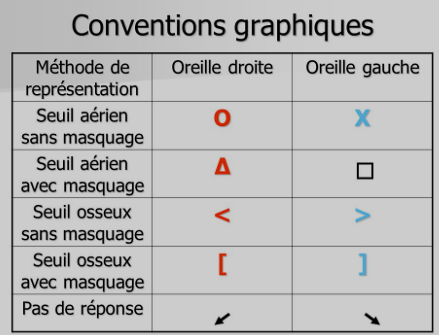 Conventions graphiques
Méthode de représentation Oreille droite Oreille gauche
Seuil aérien sans masquage O X
Seuil aérien avec masquage Δ □
Seuil osseux sans masquage < >
Seuil osseux avec masquage [ ]
Pas de réponse ↙ ↘